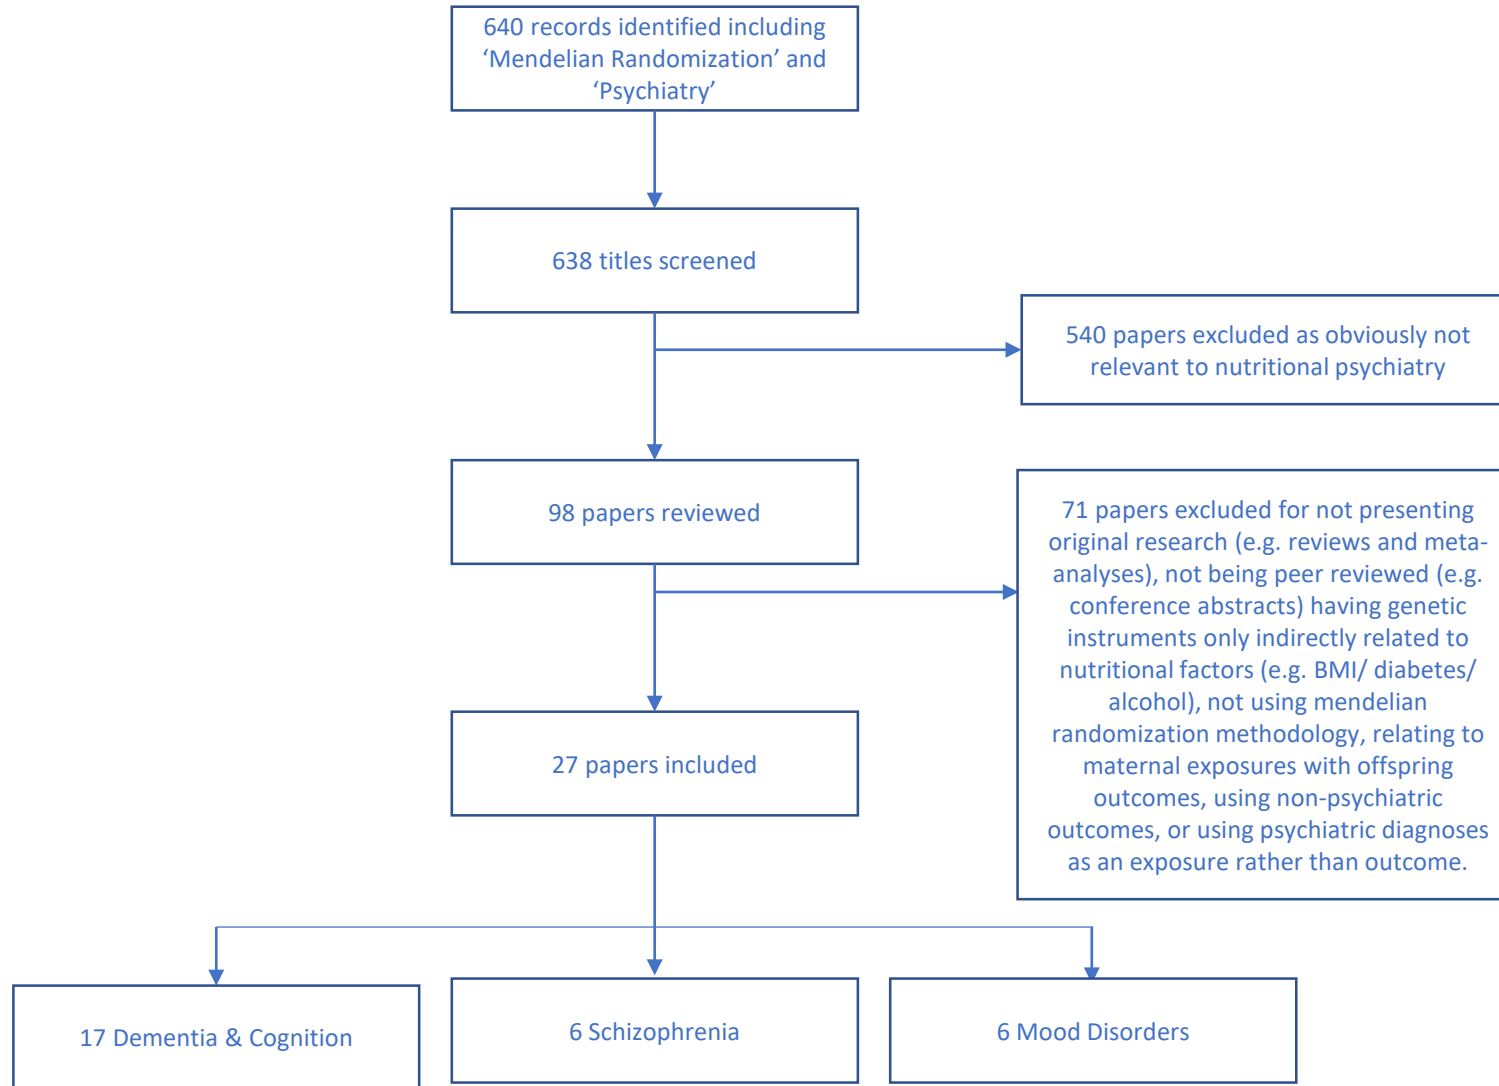 640 records identified including
‘Mendelian Randomization’ and
‘Psychiatry’
638 titles screened
540 papers excluded as obviously not
relevant to nutritional psychiatry
98 papers reviewed
71 papers excluded for not presenting
original research (e.g. reviews and meta-
analyses), not being peer reviewed (e.g.
conference abstracts) having genetic
instruments only indirectly related to
nutritional factors (e.g. BMI/ diabetes/
alcohol), not using mendelian
randomization methodology, relating to
maternal exposures with offspring
outcomes, using non-psychiatric
outcomes, or using psychiatric diagnoses
as an exposure rather than outcome.
27 papers included
17 Dementia & Cognition
6 Schizophrenia
6 Mood Disorders